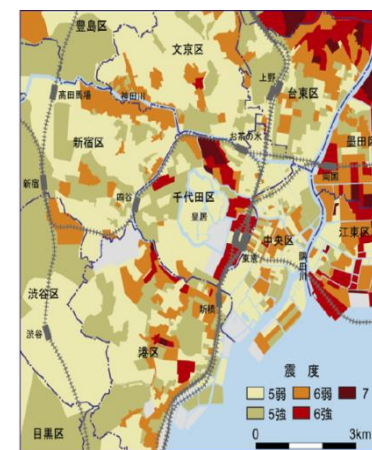 豊島区
文京区
上野
台東区
高田馬場
神田川
お茶の水
墨田区
新宿区
両国
新宿
四谷
千代田区
皇居
江東区
中央区
東京
隅田川
渋谷区
新橋
渋谷
港区
目黒区
震 度
5弱 6弱 7
5強 6強
0 3km